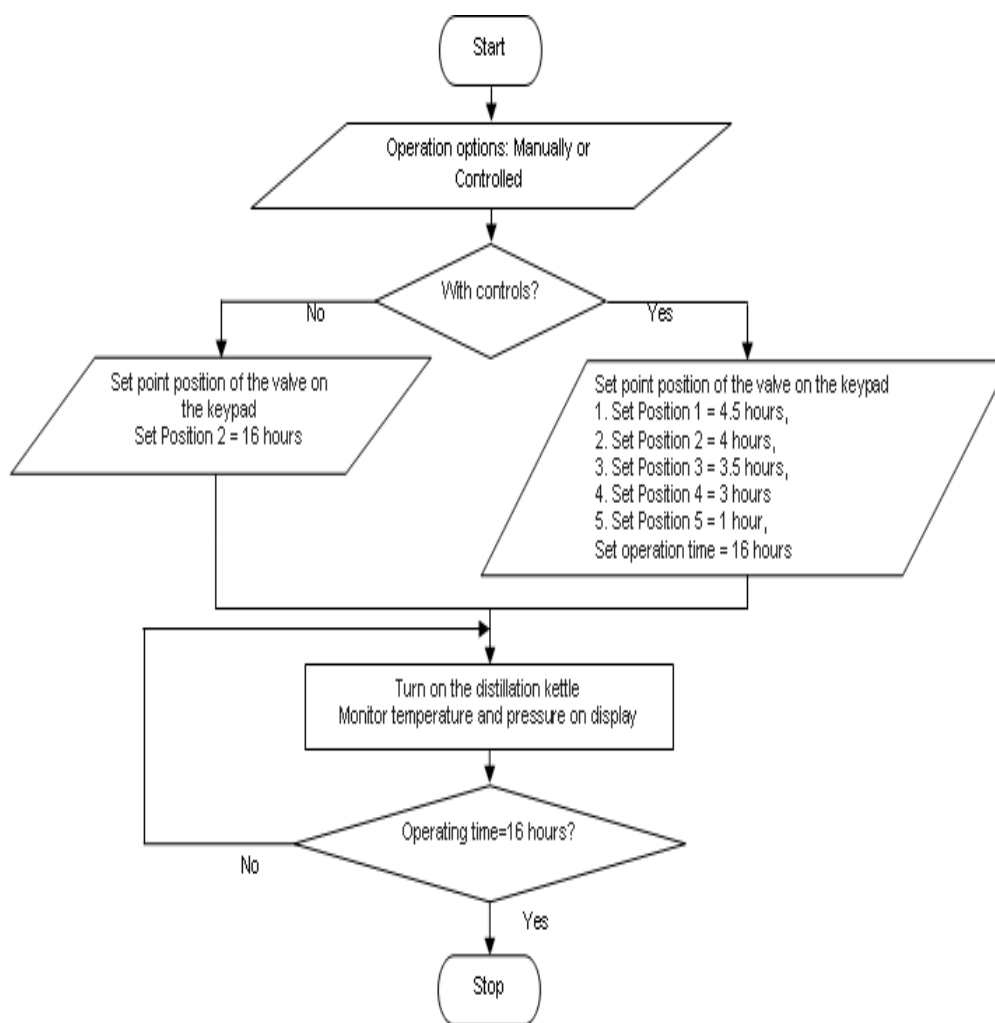 Start
Operation options: Manually or
Controlled
With controls?
No
Yes
Set point position of the valve on
the keypad
Set Position 2 = 16 hours
Set point position of the valve on the keypad
1. Set Position 1 = 4.5 hours,
2. Set Position 2 = 4 hours,
3. Set Position 3 = 3.5 hours,
4. Set Position 4 = 3 hours
5. Set Position 5 = 1 hour,
Set operation time = 16 hours
Turn on the distillation kettle
Monitor temperature and pressure on display
Operating time=16 hours?
No
Yes
Stop